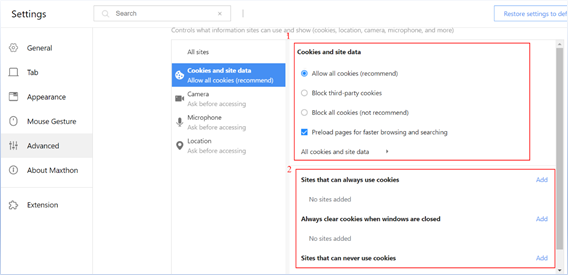 Settings
Search
Restore settings to def
Controls what information sites can use and show (cookies, location, camera, microphone, and more)
General
Tab
Appearance
Mouse Gesture
Advanced
About Maxthon
Extension
All sites
Cookies and site data
Allow all cookies (recommend)
Camera
Ask before accessing
Microphone
Ask before accessing
Location
Ask before accessing
1
Cookies and site data
Allow all cookies (recommend)
Block third-party cookies
Block all cookies (not recommend)
Preload pages for faster browsing and searching
All cookies and site data
2
Sites that can always use cookies Add
No sites added
Always clear cookies when windows are closed Add
No sites added
Sites that can never use cookies Add